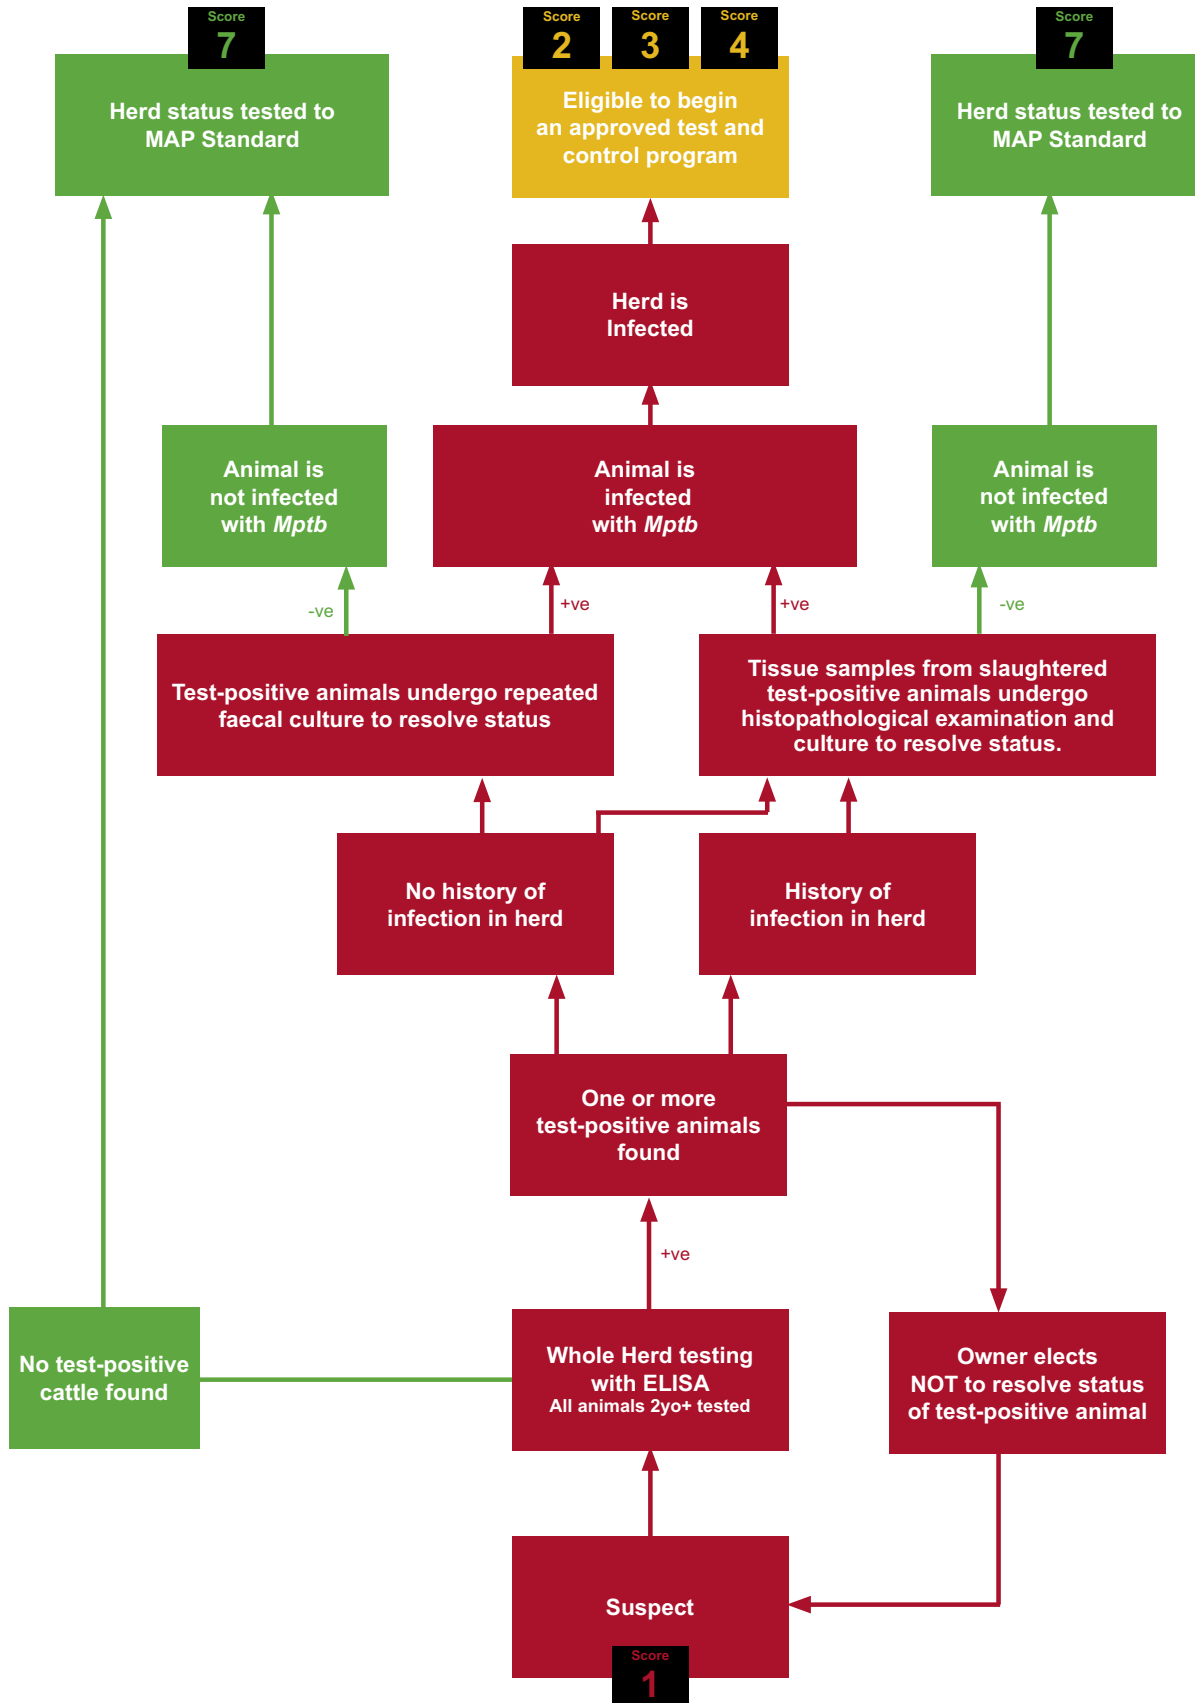 Score
7
Herd status tested to
MAP Standard
Score
2
Score
3
Score
4
Eligible to begin
an approved test and
control program
Score
7
Herd status tested to
MAP Standard
Herd is
Infected
Animal is
not infected
with Mptb
Animal is
infected
with Mptb
Animal is
not infected
with Mptb
-ve
+ve
+ve
-ve
Test-positive animals undergo repeated
faecal culture to resolve status
Tissue samples from slaughtered
test-positive animals undergo
histopathological examination and
culture to resolve status.
No history of
infection in herd
History of
infection in herd
One or more
test-positive animals
found
+ve
No test-positive
cattle found
Whole Herd testing
with ELISA
All animals 2yo+ tested
Owner elects
NOT to resolve status
of test-positive animal
Suspect
Score
1